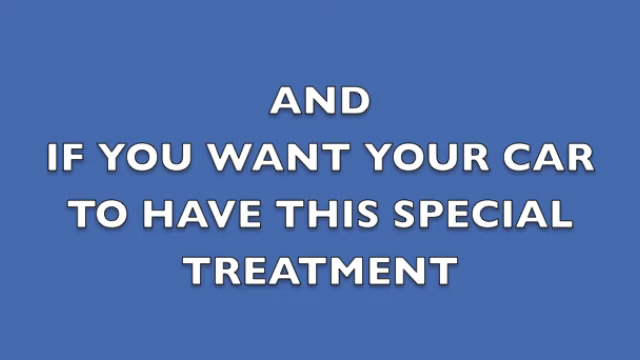 AND
IF YOU WANT YOUR CAR
TO HAVE THIS SPECIAL
TREATMENT